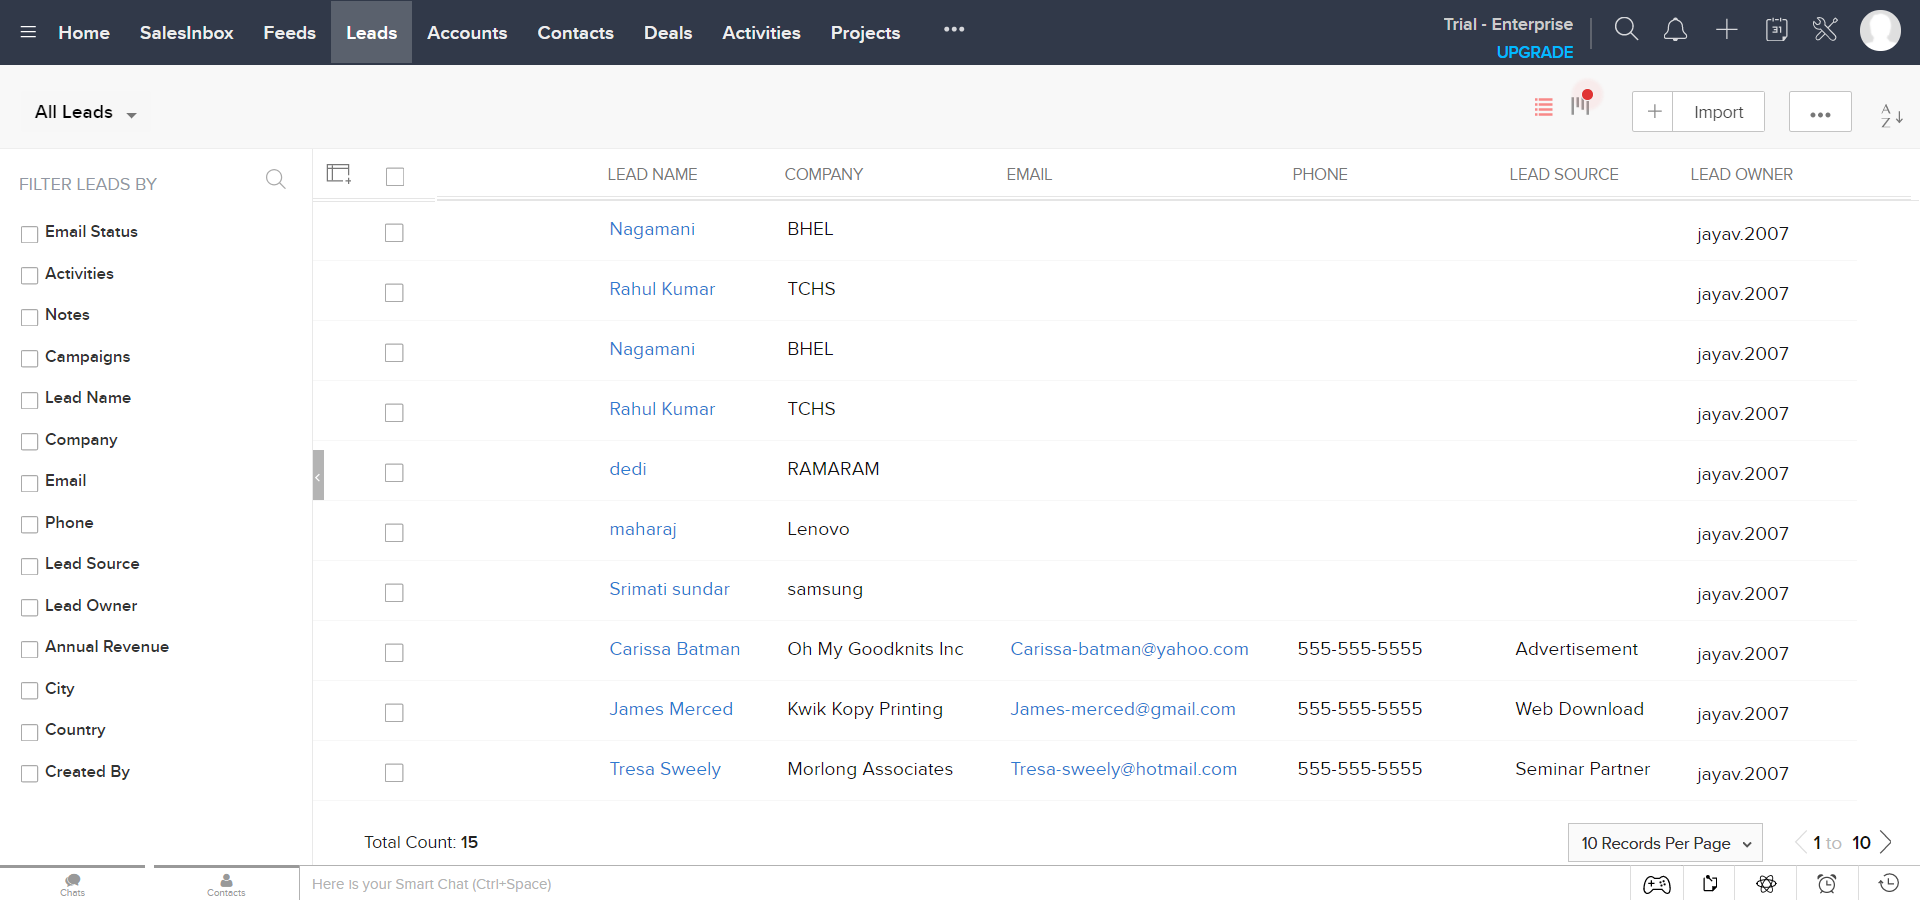 Home SalesInbox Feeds Leads Accounts Contacts Deals Activities Projects ••• Trial - Enterprise
UPGRADE
31
All Leads
Import
•••
A
Z
FILTER LEADS BY
Email Status
Activities
Notes
Campaigns
Lead Name
Company
Email
Phone
Lead Source
Lead Owner
Annual Revenue
City
Country
Created By
LEAD NAME COMPANY EMAIL PHONE LEAD SOURCE LEAD OWNER
Nagamani BHEL jayav.2007
Rahul Kumar TCHS jayav.2007
Nagamani BHEL jayav.2007
Rahul Kumar TCHS jayav.2007
dedi RAMARAM jayav.2007
maharaj Lenovo jayav.2007
Srimati sundar samsung jayav.2007
Carissa Batman Oh My Goodknits Inc Carissa-batman@yahoo.com 555-555-5555 Advertisement jayav.2007
James Merced Kwik Kopy Printing James-merced@gmail.com 555-555-5555 Web Download jayav.2007
Tresa Sweely Morlong Associates Tresa-sweely@hotmail.com 555-555-5555 Seminar Partner jayav.2007
Total Count: 15 10 Records Per Page 1 to 10
Chats Contacts Here is your Smart Chat (Ctrl+Space)